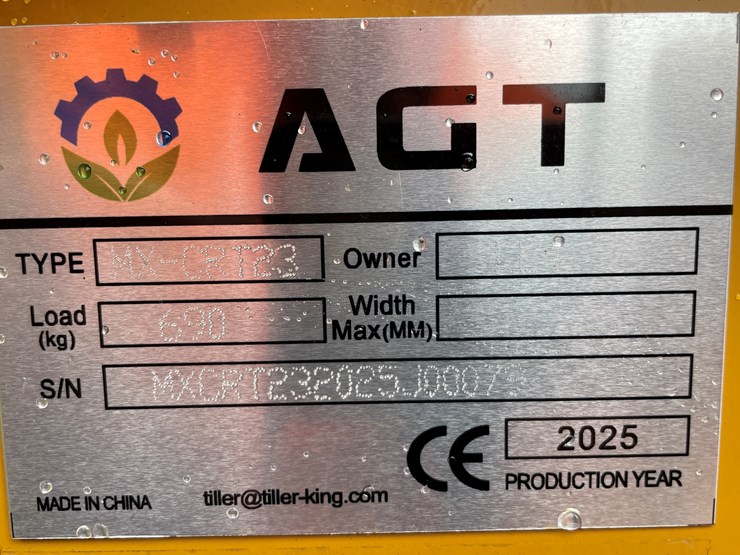 AGT
TYPE MX-CRT23 Owner
Load (kg) 690 Width Max(MM)
S/N
CE 2025
PRODUCTION YEAR
MADE IN CHINA tiller@tiller-king.com